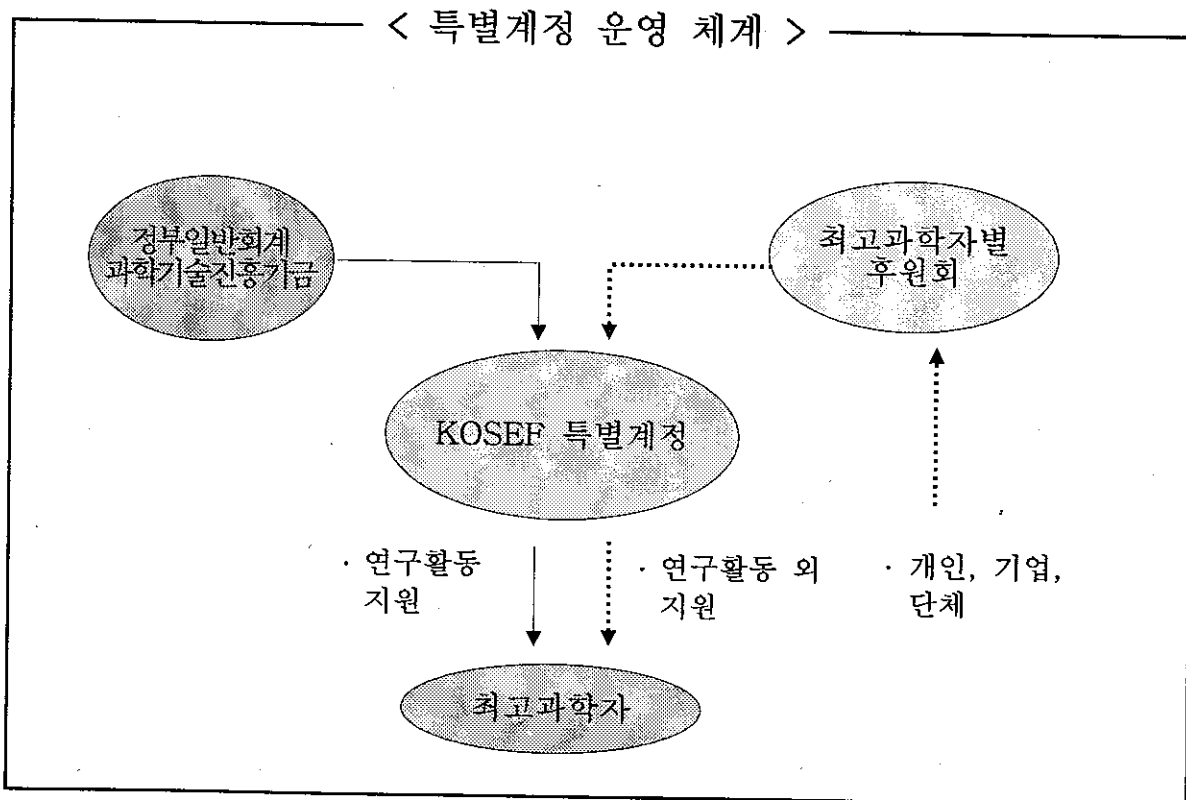 < 특별계정 운영 체계 >
정부일반회계
과학기술진흥기금
최고과학자별
후원회
KOSEF 특별계정
· 연구활동
지원
· 연구활동 외
지원
· 개인, 기업,
단체
최고과학자